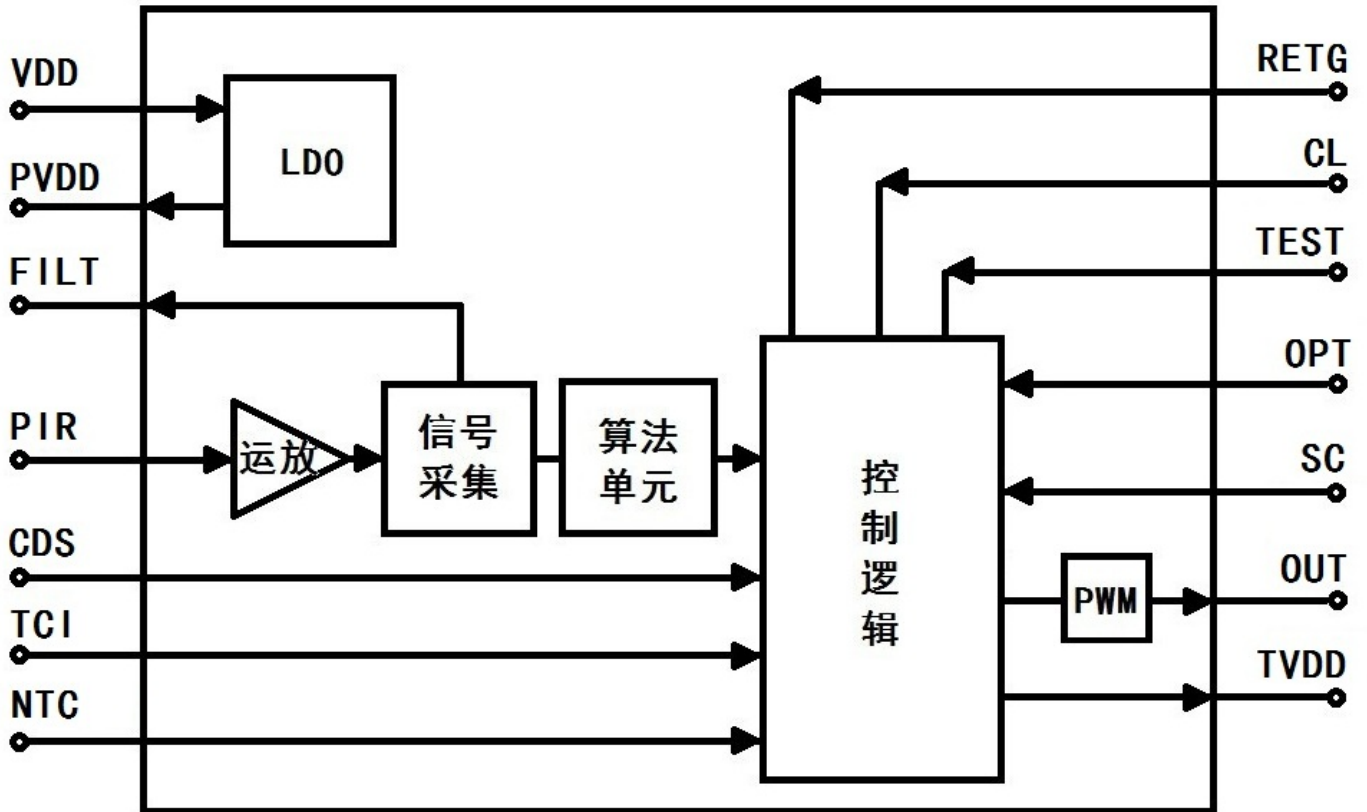 VDD
PVDD
FILT
PIR
CDS
TCI
NTC
LDO
运放
信号
采集
算法
单元
控
制
逻
辑
PWM
RETG
CL
TEST
OPT
SC
OUT
TVDD